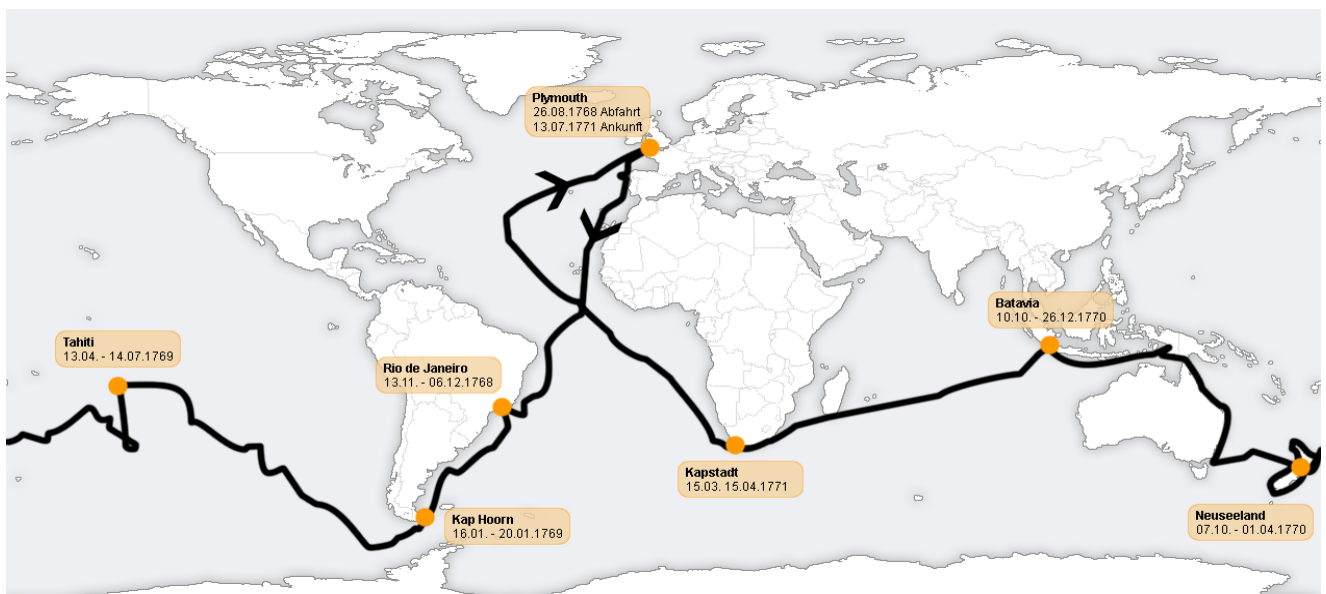 Plymouth
26.08.1768 Abfahrt
13.07.1771 Ankunft
Batavia
10.10. - 26.12.1770
Tahiti
13.04. - 14.07.1769
Rio de Janeiro
13.11. - 06.12.1768
Kapstadt
15.03. 15.04.1771
Kap Hoorn
16.01. - 20.01.1769
Neuseeland
07.10. - 01.04.1770